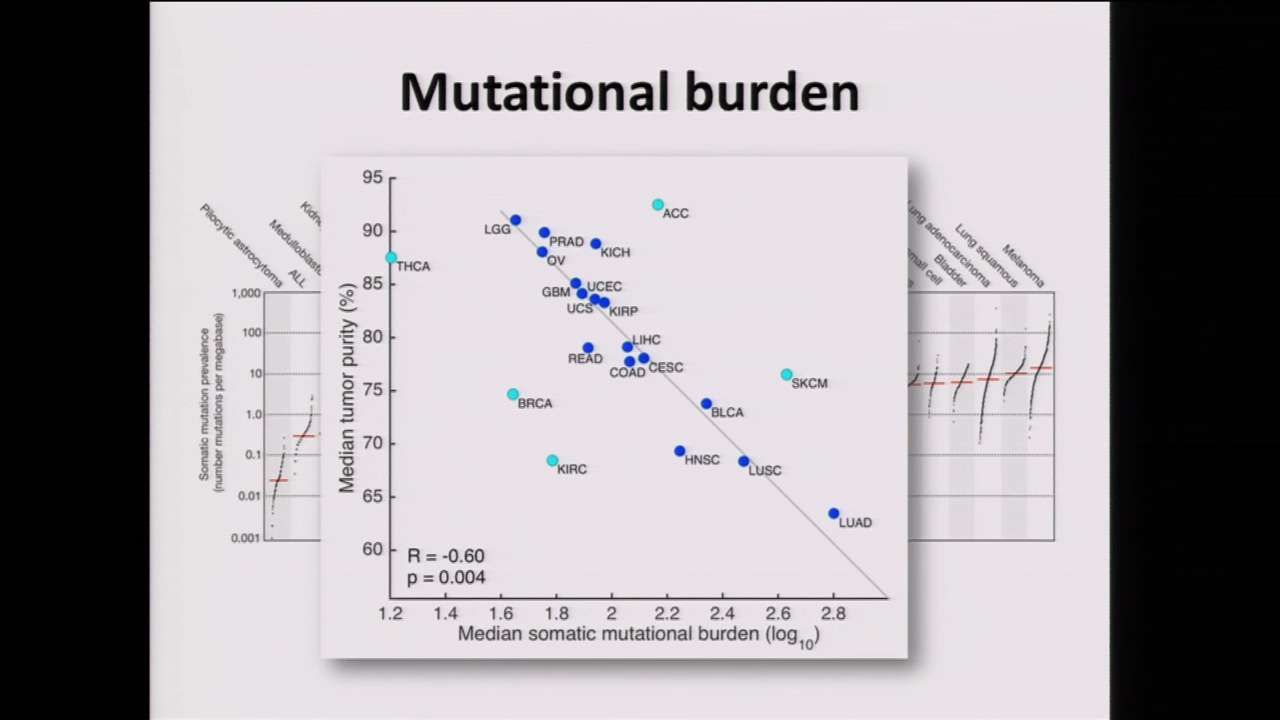 Mutational burden
Pilocytic astrocytoma
ALL
Lung adenocarcinoma
Lung squamous
Melanoma
Bladder
Somatic mutation prevalence
(number mutations per megabase)
1,000
100
10
1.0
0.1
0.01
0.001
Median tumor purity (%)
95
90
85
80
75
70
65
60
ACC
LGG
PRAD
KICH
OV
THCA
UCEC
GBM
UCS
KIRP
LIHC
READ
CESC
COAD
SKCM
BRCA
BLCA
HNSC
KIRC
LUSC
LUAD
R = -0.60
p = 0.004
1.2 1.4 1.6 1.8 2 2.2 2.4 2.6 2.8
Median somatic mutational burden (log10)